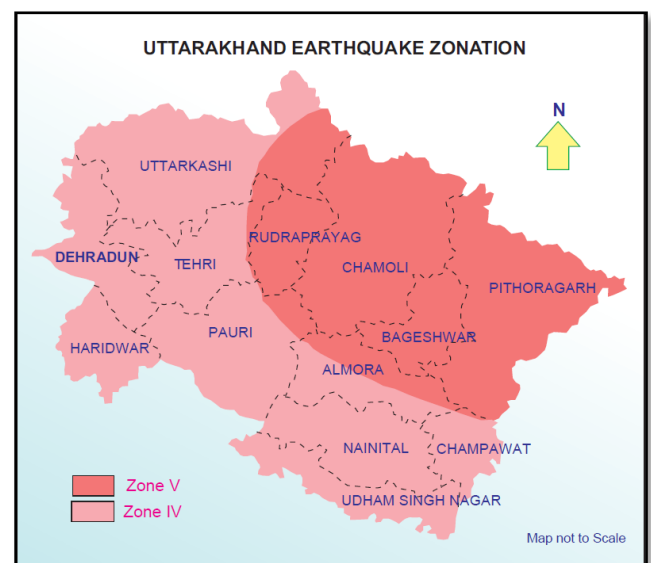 UTTARAKHAND EARTHQUAKE ZONATION
N
UTTARKASHI
RUDRAPRAYAG
DEHRADUN
TEHRI
CHAMOLI
PITHORAGARH
PAURI
BAGESHWAR
HARIDWAR
ALMORA
NAINITAL
CHAMPAWAT
Zone V
UDHAM SINGH NAGAR
Zone IV
Map not to Scale